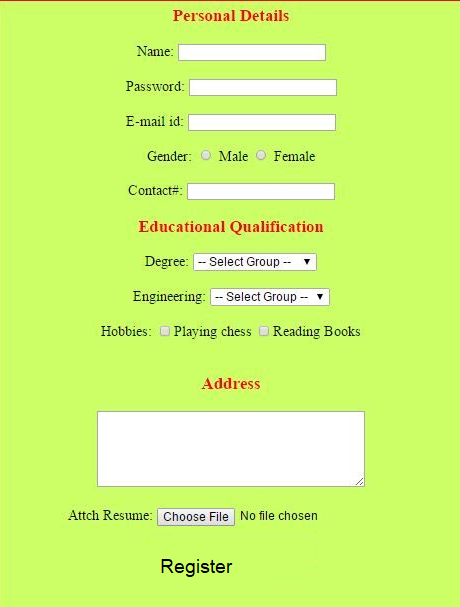 Personal Details
Name:
Password:
E-mail id:
Gender: Male Female
Contact#:
Educational Qualification
Degree: -- Select Group --
Engineering: -- Select Group --
Hobbies: Playing chess Reading Books
Address
Attch Resume: Choose File No file chosen
Register